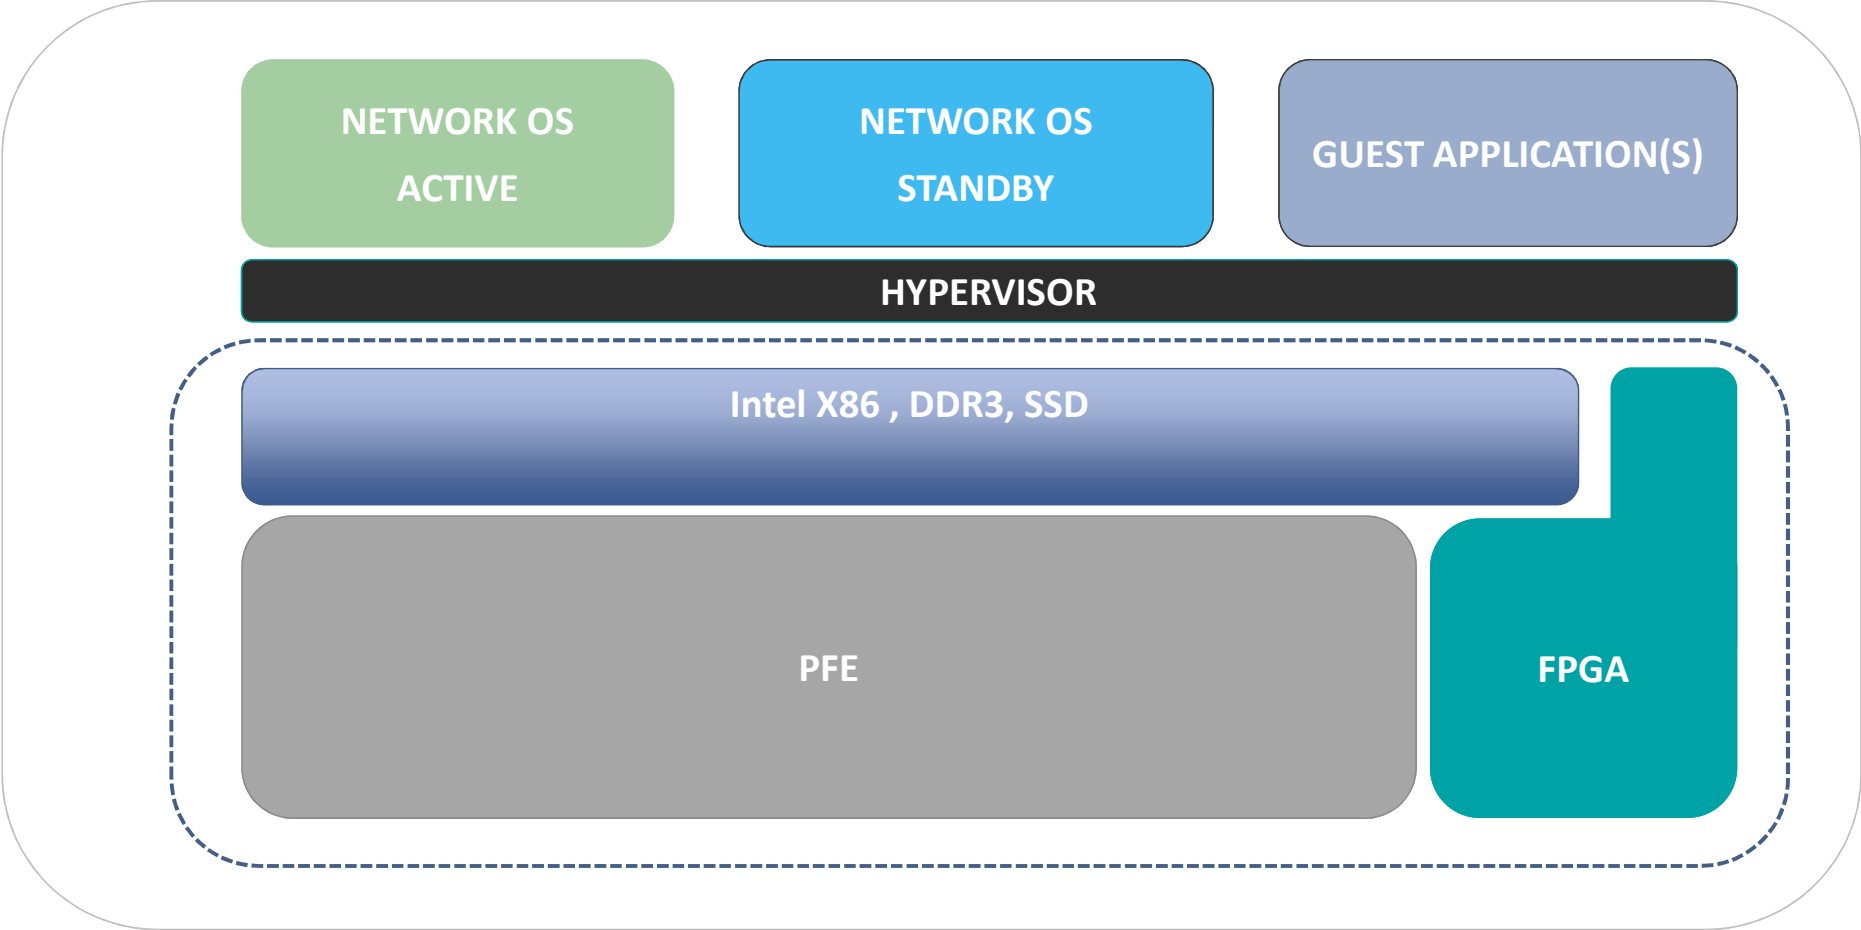 NETWORK OS
ACTIVE
NETWORK OS
STANDBY
GUEST APPLICATION(S)
HYPERVISOR
Intel X86 , DDR3, SSD
PFE
FPGA